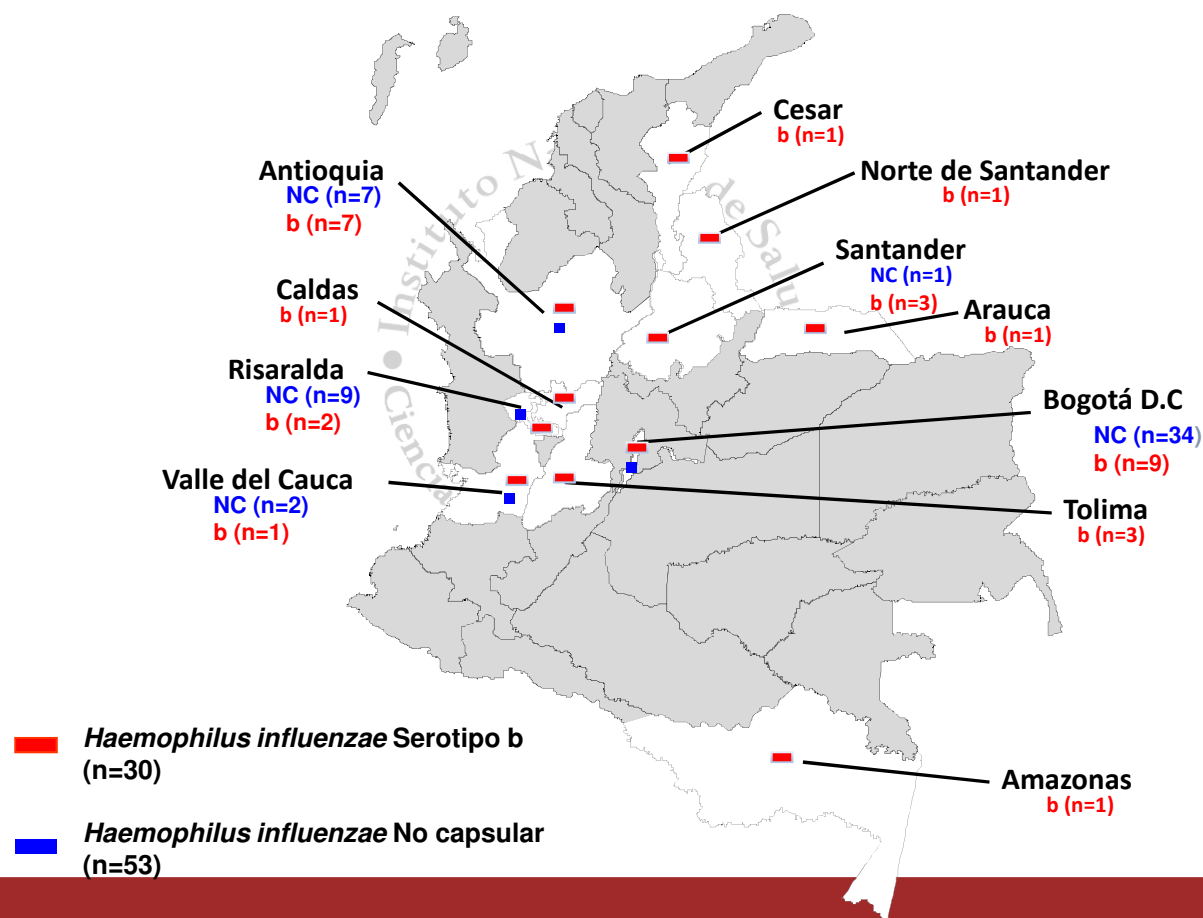 Cesar
b (n=1)
Antioquia
NC (n=7)
b (n=7)
Norte de Santander
b (n=1)
Santander
NC (n=1)
b (n=3)
Caldas
b (n=1)
Arauca
b (n=1)
Risaralda
NC (n=9)
b (n=2)
Bogotá D.C
NC (n=34)
b (n=9)
Valle del Cauca
NC (n=2)
b (n=1)
Tolima
b (n=3)
Amazonas
b (n=1)
Haemophilus influenzae Serotipo b
(n=30)
Haemophilus influenzae No capsular
(n=53)
Instituto
de
Ciencia